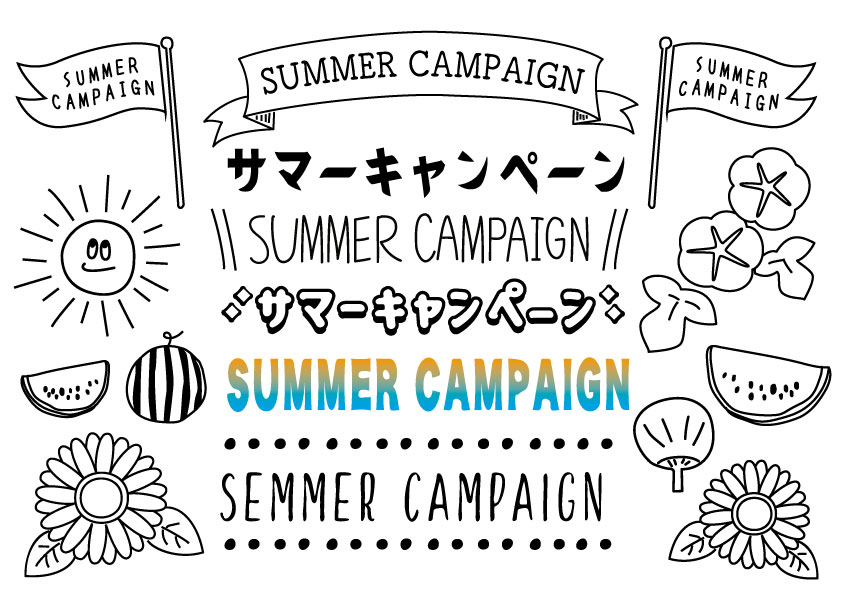 SUMMER
CAMPAIGN
SUMMER CAMPAIGN
SUMMER
CAMPAIGN
サマーキャンペーン
SUMMER CAMPAIGN
サマーキャンペーン
SUMMER CAMPAIGN
SEMMER CAMPAIGN